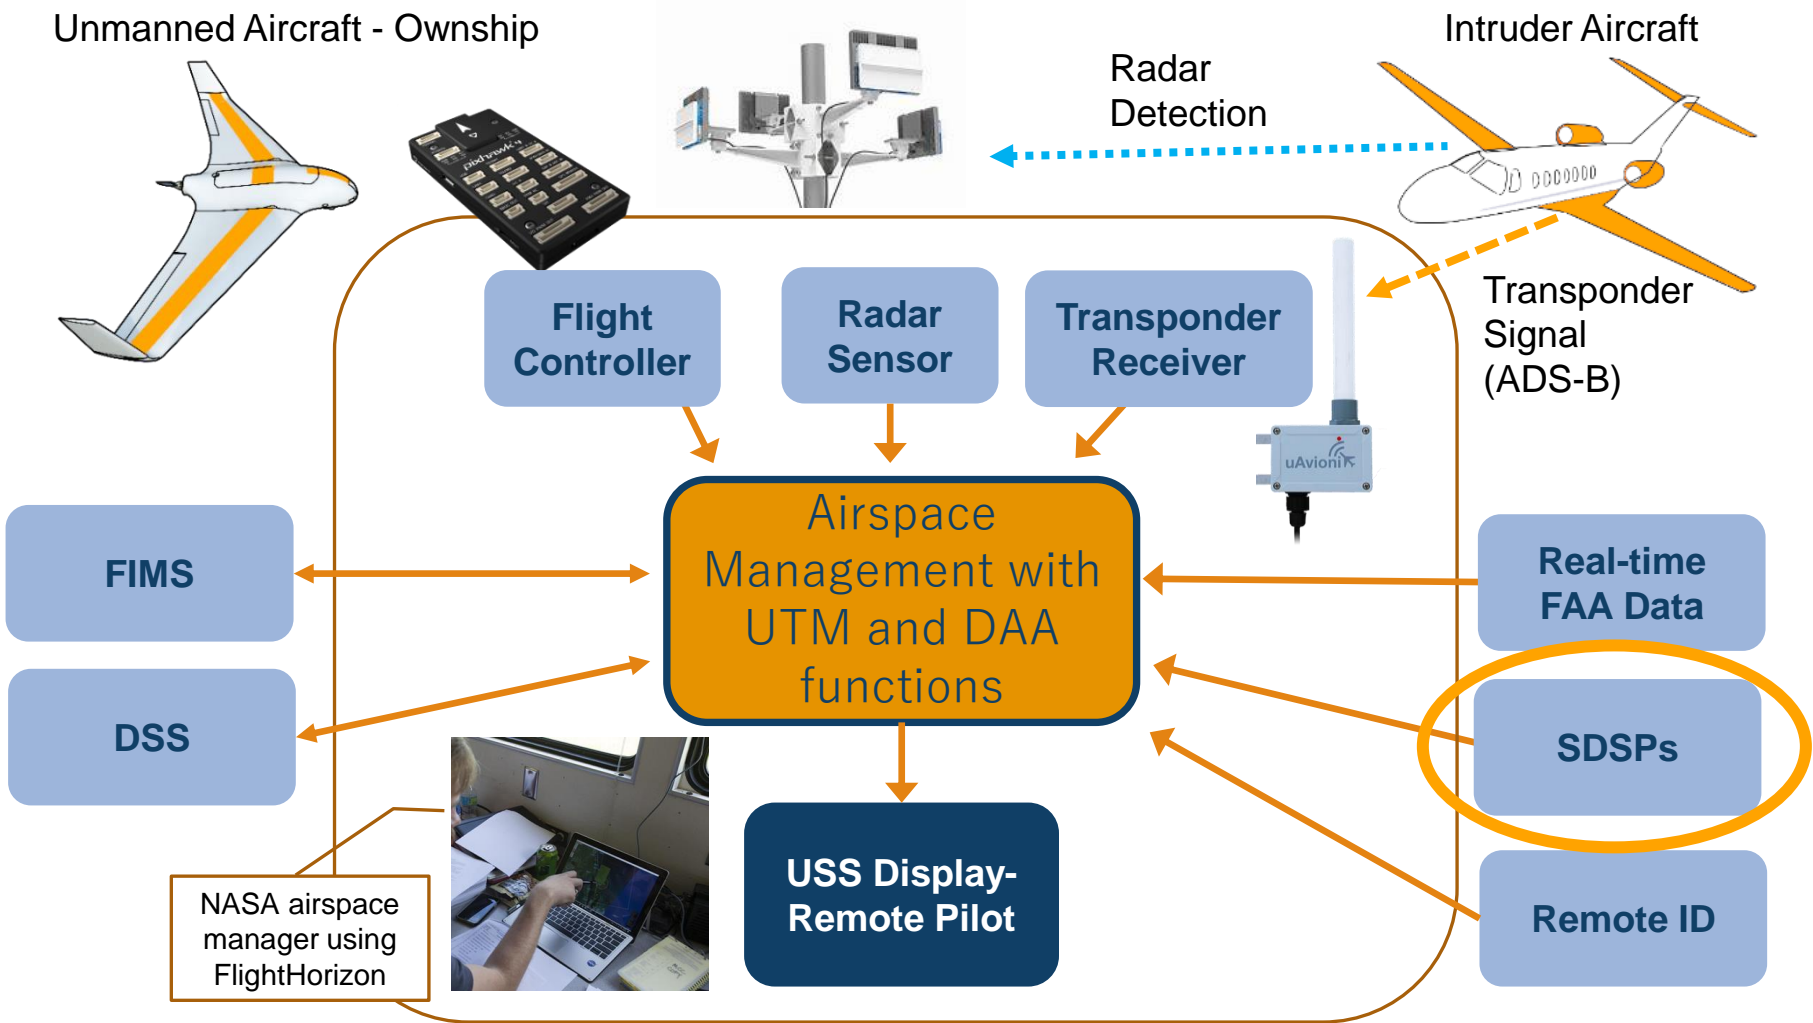 Unmanned Aircraft - Ownship
Intruder Aircraft
Radar
Detection
pixhawk 4
Transponder
Signal
(ADS-B)
Flight
Controller
Radar
Sensor
Transponder
Receiver
uAvionix
Airspace
Management with
UTM and DAA
functions
FIMS
DSS
Real-time
FAA Data
SDSPs
Remote ID
USS Display-
Remote Pilot
NASA airspace
manager using
FlightHorizon